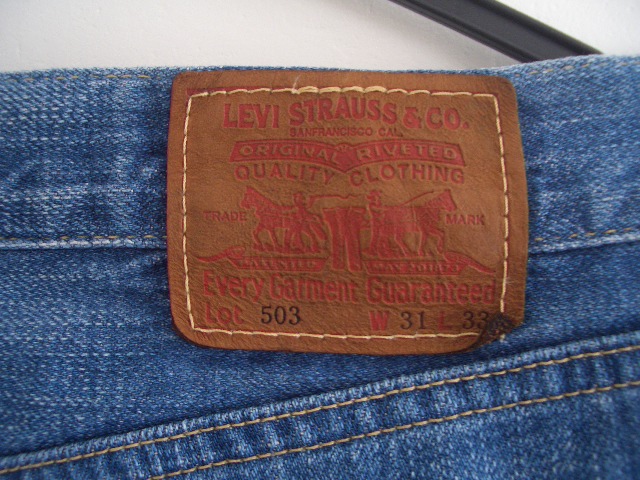 LEVI STRAUSS & CO.
SANFRANCISCO CAL.
ORIGINAL RIVETED
QUALITY CLOTHING
TRADE MARK
Every Garment Guaranteed
Lot 503 W 31 L 33